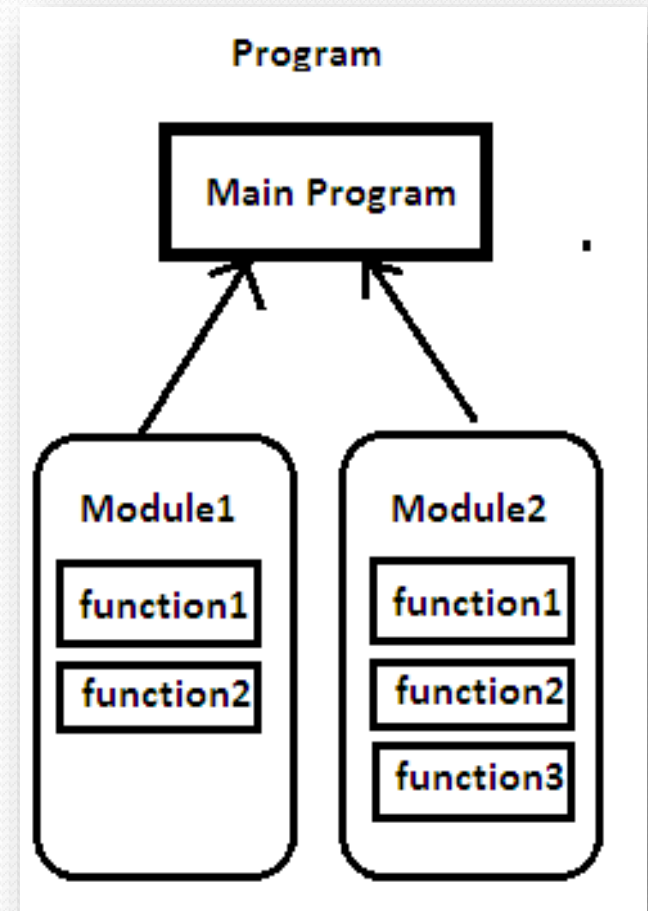 Program
Main Program
Module1
function1
function2
Module2
function1
function2
function3